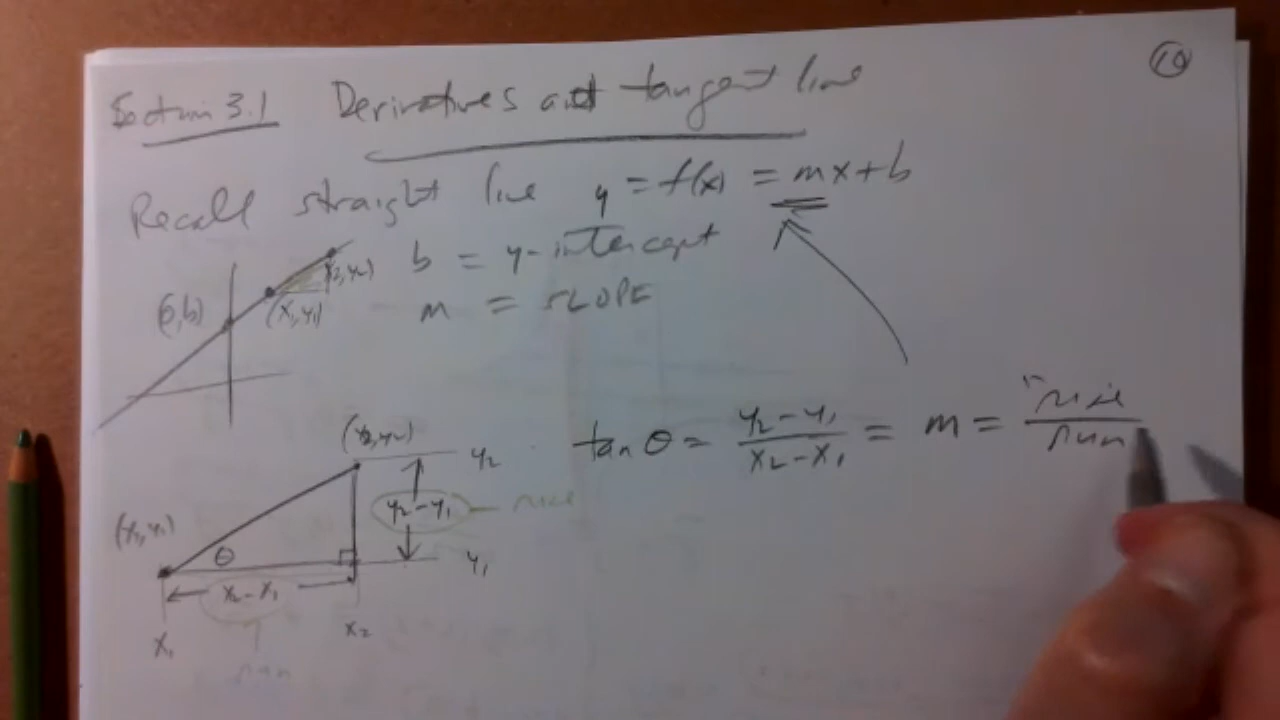 10
Section 3.1 Derivatives and tangent line
Recall straight line y = f(x) = mx+b
b = y-intercept
m = SLOPE
(x2,y2)
(0,b)
(x1,y1)
(x2,y2)
y2
tan θ = y2-y1 / x2-x1 = m = "rise / run
y2-y1 rise
(x1,y1)
θ
y1
x2-x1
x1
x2
run